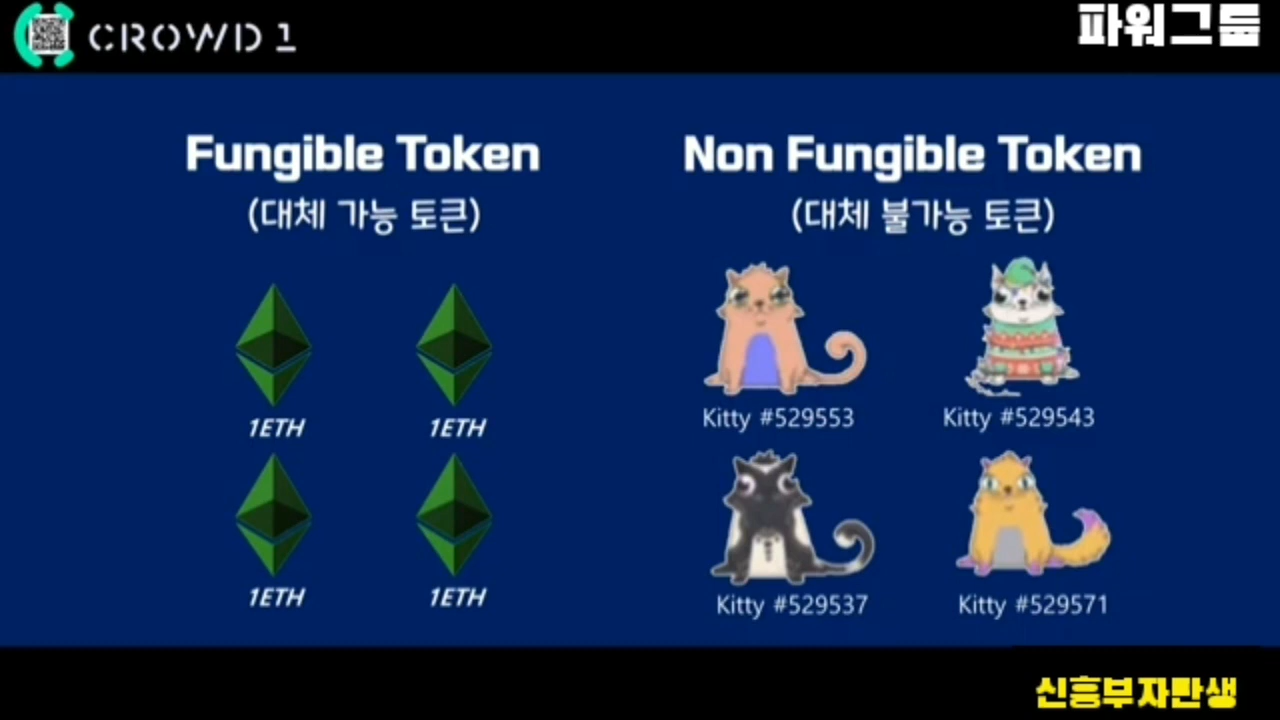 CROWD 1
파워그룹
Fungible Token
(대체 가능 토큰)
Non Fungible Token
(대체 불가능 토큰)
1ETH
1ETH
1ETH
1ETH
Kitty #529553
Kitty #529543
Kitty #529537
Kitty #529571
신흥부자탄생